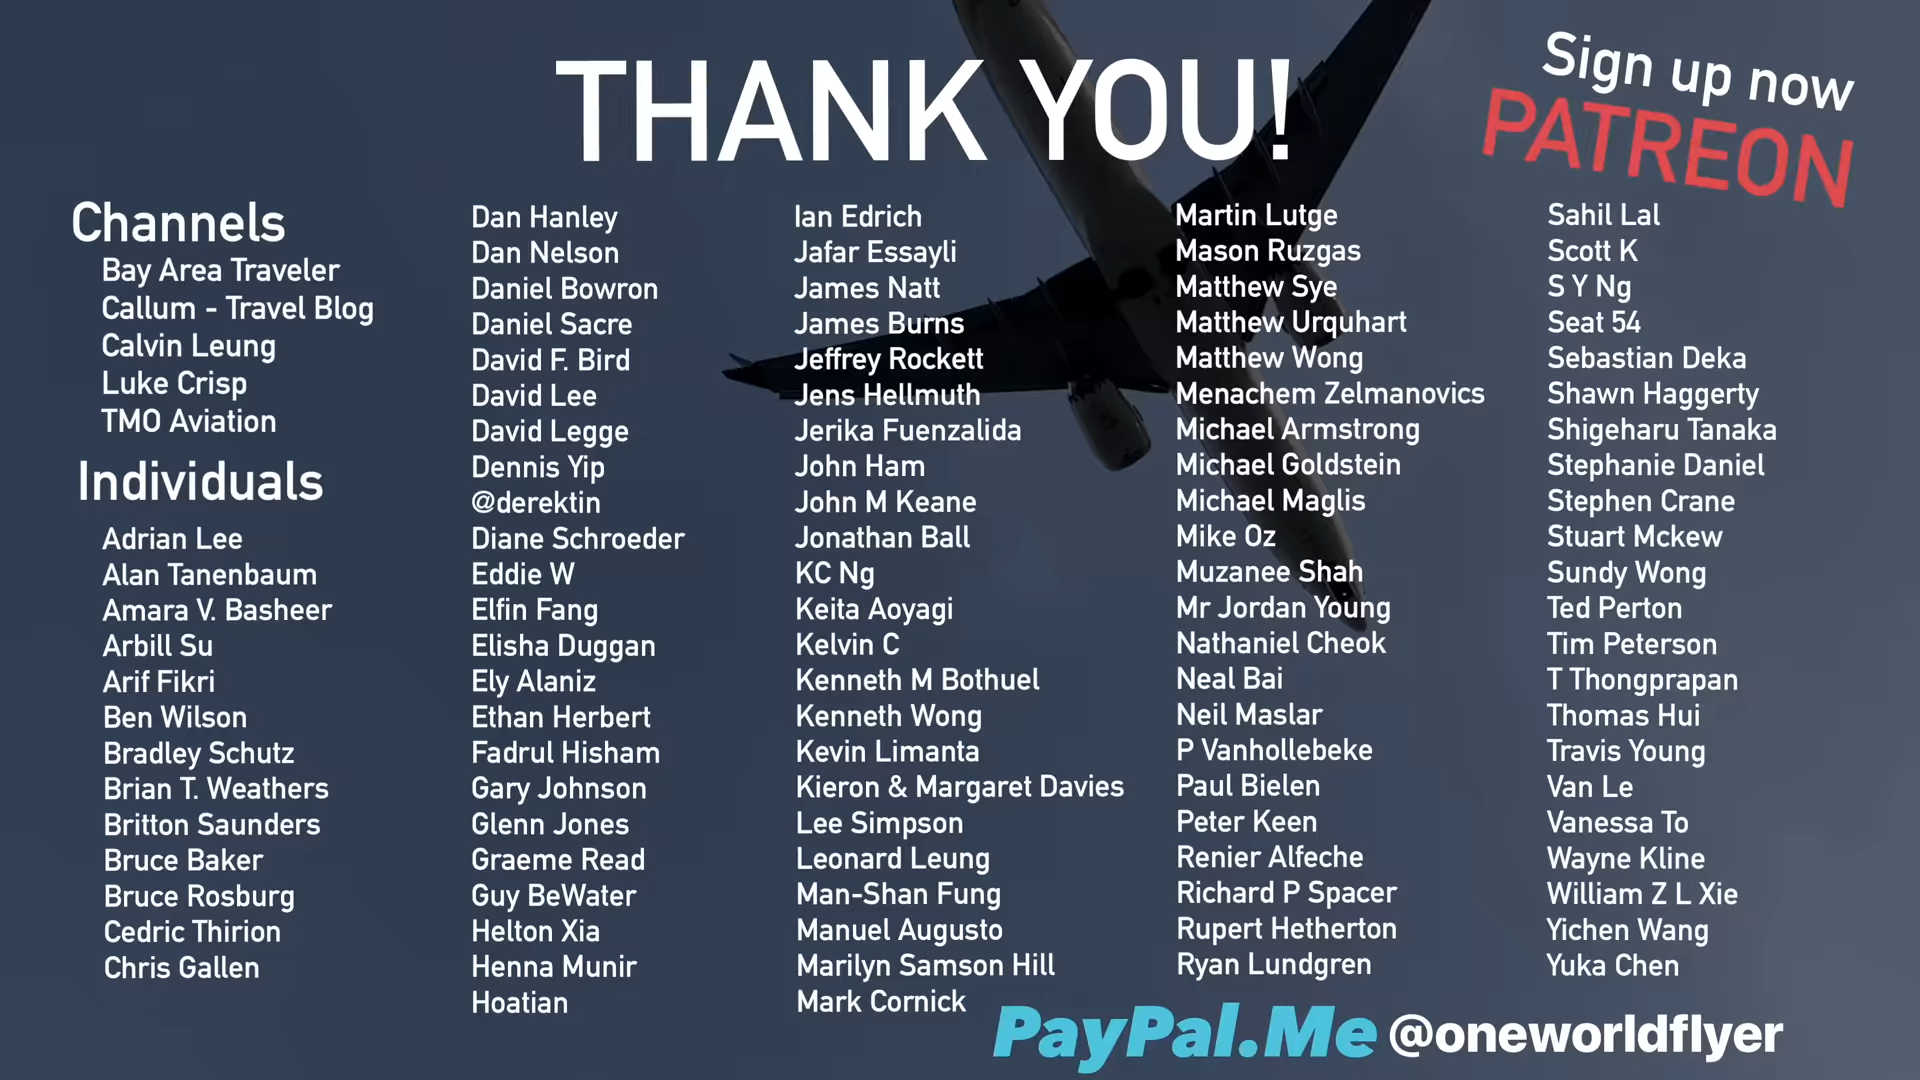 THANK YOU!
Sign up now
PATREON
Channels
Bay Area Traveler
Callum - Travel Blog
Calvin Leung
Luke Crisp
TMO Aviation
Individuals
Adrian Lee
Alan Tanenbaum
Amara V. Basheer
Arbill Su
Arif Fikri
Ben Wilson
Bradley Schutz
Brian T. Weathers
Britton Saunders
Bruce Baker
Bruce Rosburg
Cedric Thirion
Chris Gallen
Dan Hanley
Dan Nelson
Daniel Bowron
Daniel Sacre
David F. Bird
David Lee
David Legge
Dennis Yip
@derektin
Diane Schroeder
Eddie W
Elfin Fang
Elisha Duggan
Ely Alaniz
Ethan Herbert
Fadrul Hisham
Gary Johnson
Glenn Jones
Graeme Read
Guy BeWater
Helton Xia
Henna Munir
Hoatian
Ian Edrich
Jafar Essayli
James Natt
James Burns
Jeffrey Rockett
Jens Hellmuth
Jerika Fuenzalida
John Ham
John M Keane
Jonathan Ball
KC Ng
Keita Aoyagi
Kelvin C
Kenneth M Bothuel
Kenneth Wong
Kevin Limanta
Kieron & Margaret Davies
Lee Simpson
Leonard Leung
Man-Shan Fung
Manuel Augusto
Marilyn Samson Hill
Mark Cornick
Martin Lutge
Mason Ruzgas
Matthew Sye
Matthew Urquhart
Matthew Wong
Menachem Zelmanovics
Michael Armstrong
Michael Goldstein
Michael Maglis
Mike Oz
Muzanee Shah
Mr Jordan Young
Nathaniel Cheok
Neal Bai
Neil Maslar
P Vanhollebeke
Paul Bielen
Peter Keen
Renier Alfeche
Richard P Spacer
Rupert Hetherton
Ryan Lundgren
Sahil Lal
Scott K
S Y Ng
Seat 54
Sebastian Deka
Shawn Haggerty
Shigeharu Tanaka
Stephanie Daniel
Stephen Crane
Stuart Mckew
Sundy Wong
Ted Perton
Tim Peterson
T Thongprapan
Thomas Hui
Travis Young
Van Le
Vanessa To
Wayne Kline
William Z L Xie
Yichen Wang
Yuka Chen
PayPal.Me @oneworldflyer